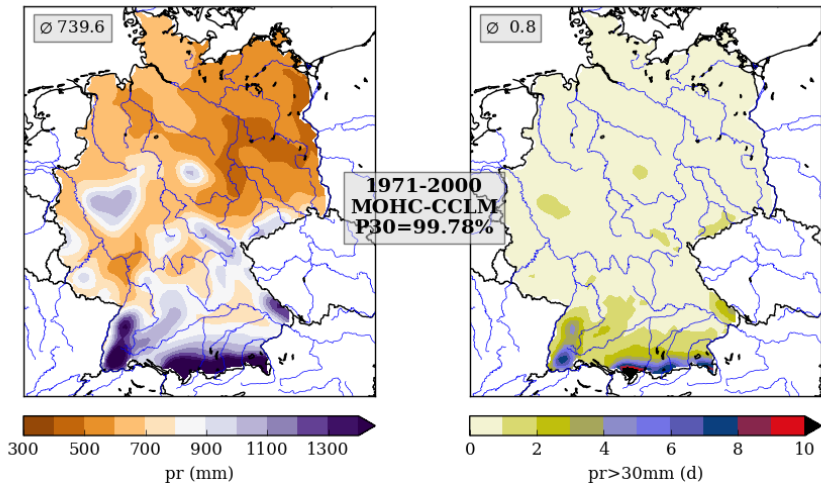 ∅ 739.6
∅ 0.8
1971-2000
MOHC-CCLM
P30=99.78%
300 500 700 900 1100 1300
pr (mm)
0 2 4 6 8 10
pr>30mm (d)